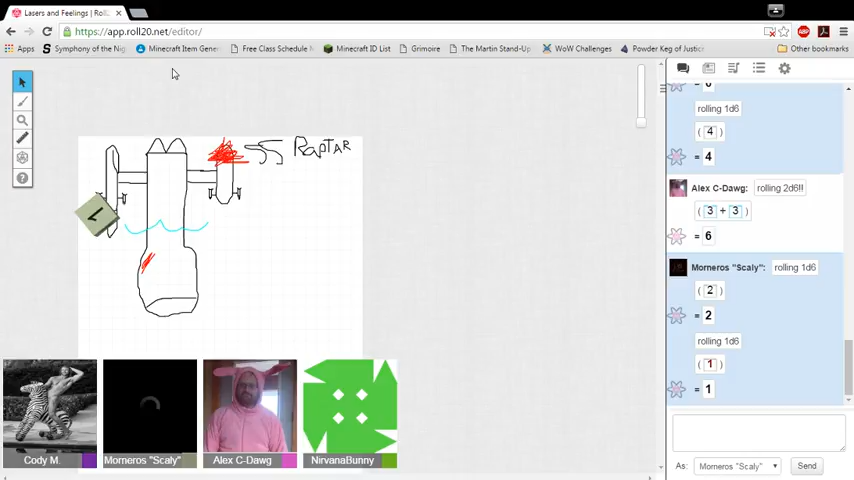 Lasers and Feelings | R
https://app.roll20.net/editor/
Apps Symphony of the Nig Minecraft Item Gener Free Class Schedule M Minecraft ID List Grimoire The Martin Stand-Up WoW Challenges Powder Keg of Justic Other bookmarks
RapTAR
1
rolling 1d6
( 4 )
= 4
Alex C-Dawg: rolling 2d6!!
( 3 + 3 )
= 6
Morneros "Scaly": rolling 1d6
( 2 )
= 2
rolling 1d6
( 1 )
= 1
Cody M. Morneros "Scaly" Alex C-Dawg NirvanaBunny
As: Morneros "Scaly" Send